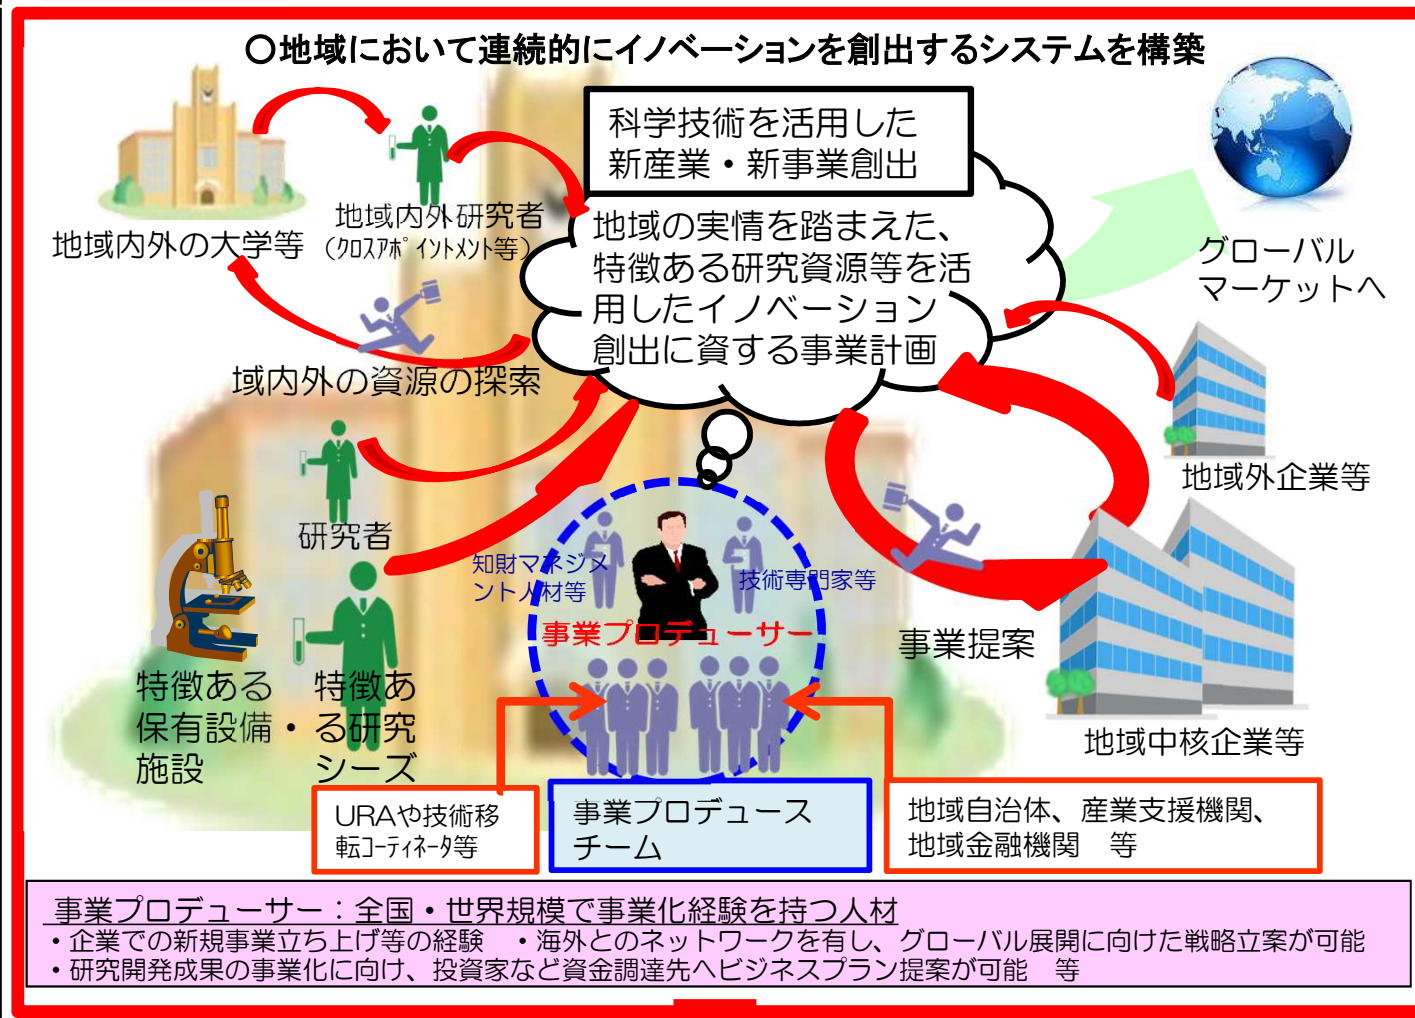 〇地域において連続的にイノベーションを創出するシステムを構築
科学技術を活用した
新産業・新事業創出
地域の実情を踏まえた、
特徴ある研究資源等を活
用したイノベーション
創出に資する事業計画
地域内外の大学等
地域内外研究者
（クロスアポイントメント等）
グローバル
マーケットへ
域内外の資源の探索
地域外企業等
研究者
知財マネジメ
ント人材等
技術専門家等
事業プロデューサー
事業提案
特徴ある
保有設備・
施設
特徴あ
る研究
シーズ
地域中核企業等
URAや技術移
転コーディネータ等
事業プロデュース
チーム
地域自治体、産業支援機関、
地域金融機関　等
事業プロデューサー：全国・世界規模で事業化経験を持つ人材
・企業での新規事業立ち上げ等の経験　・海外とのネットワークを有し、グローバル展開に向けた戦略立案が可能
・研究開発成果の事業化に向け、投資家など資金調達先へビジネスプラン提案が可能　等